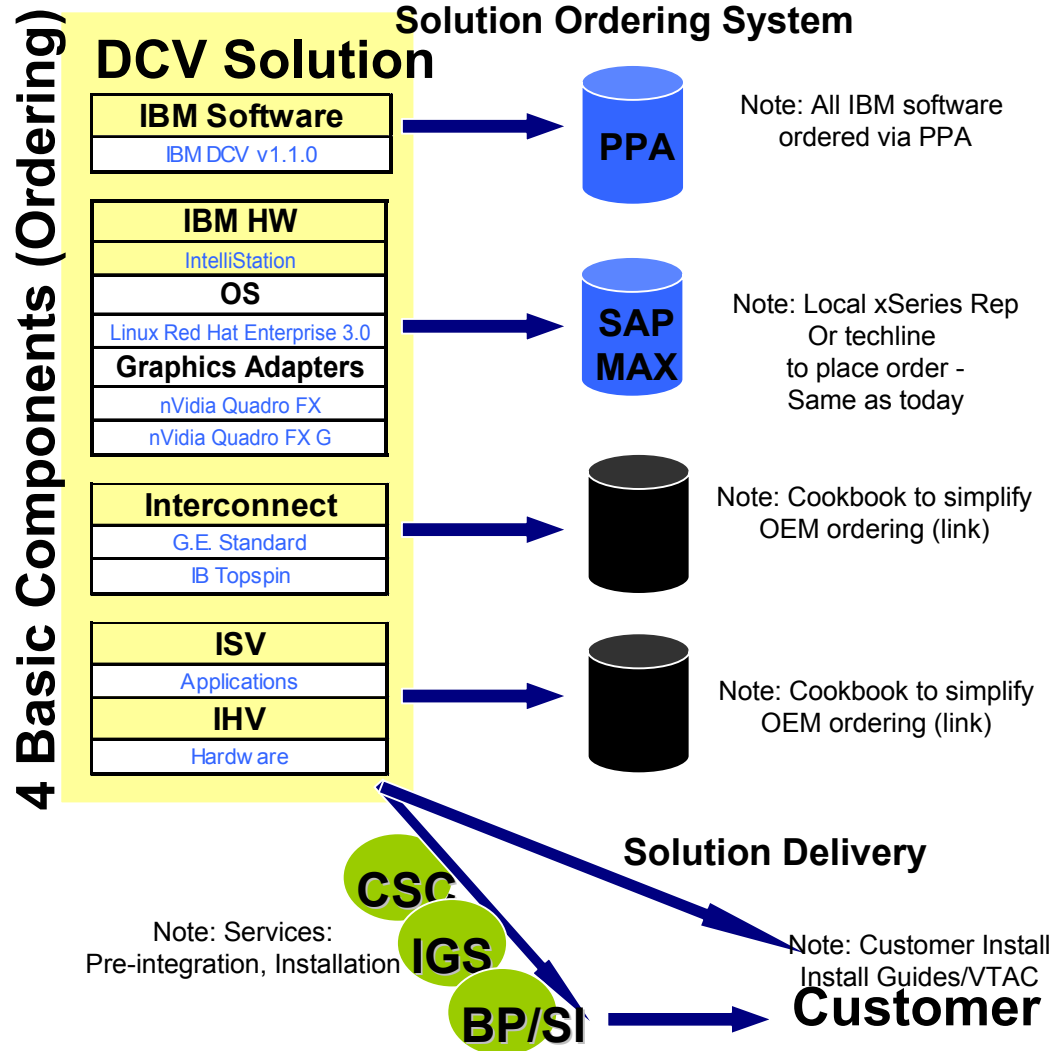 Solution Ordering System
4 Basic Components (Ordering)
DCV Solution
IBM Software
IBM DCV v1.1.0
PPA
Note: All IBM software
ordered via PPA
IBM HW
IntelliStation
OS
Linux Red Hat Enterprise 3.0
Graphics Adapters
nVidia Quadro FX
nVidia Quadro FX G
SAP
MAX
Note: Local xSeries Rep
Or techline
to place order -
Same as today
Interconnect
G.E. Standard
IB Topspin
Note: Cookbook to simplify
OEM ordering (link)
ISV
Applications
IHV
Hardware
Note: Cookbook to simplify
OEM ordering (link)
Solution Delivery
CSC
IGS
BP/SI
Note: Services:
Pre-integration, Installation
Note: Customer Install
Install Guides/VTAC
Customer